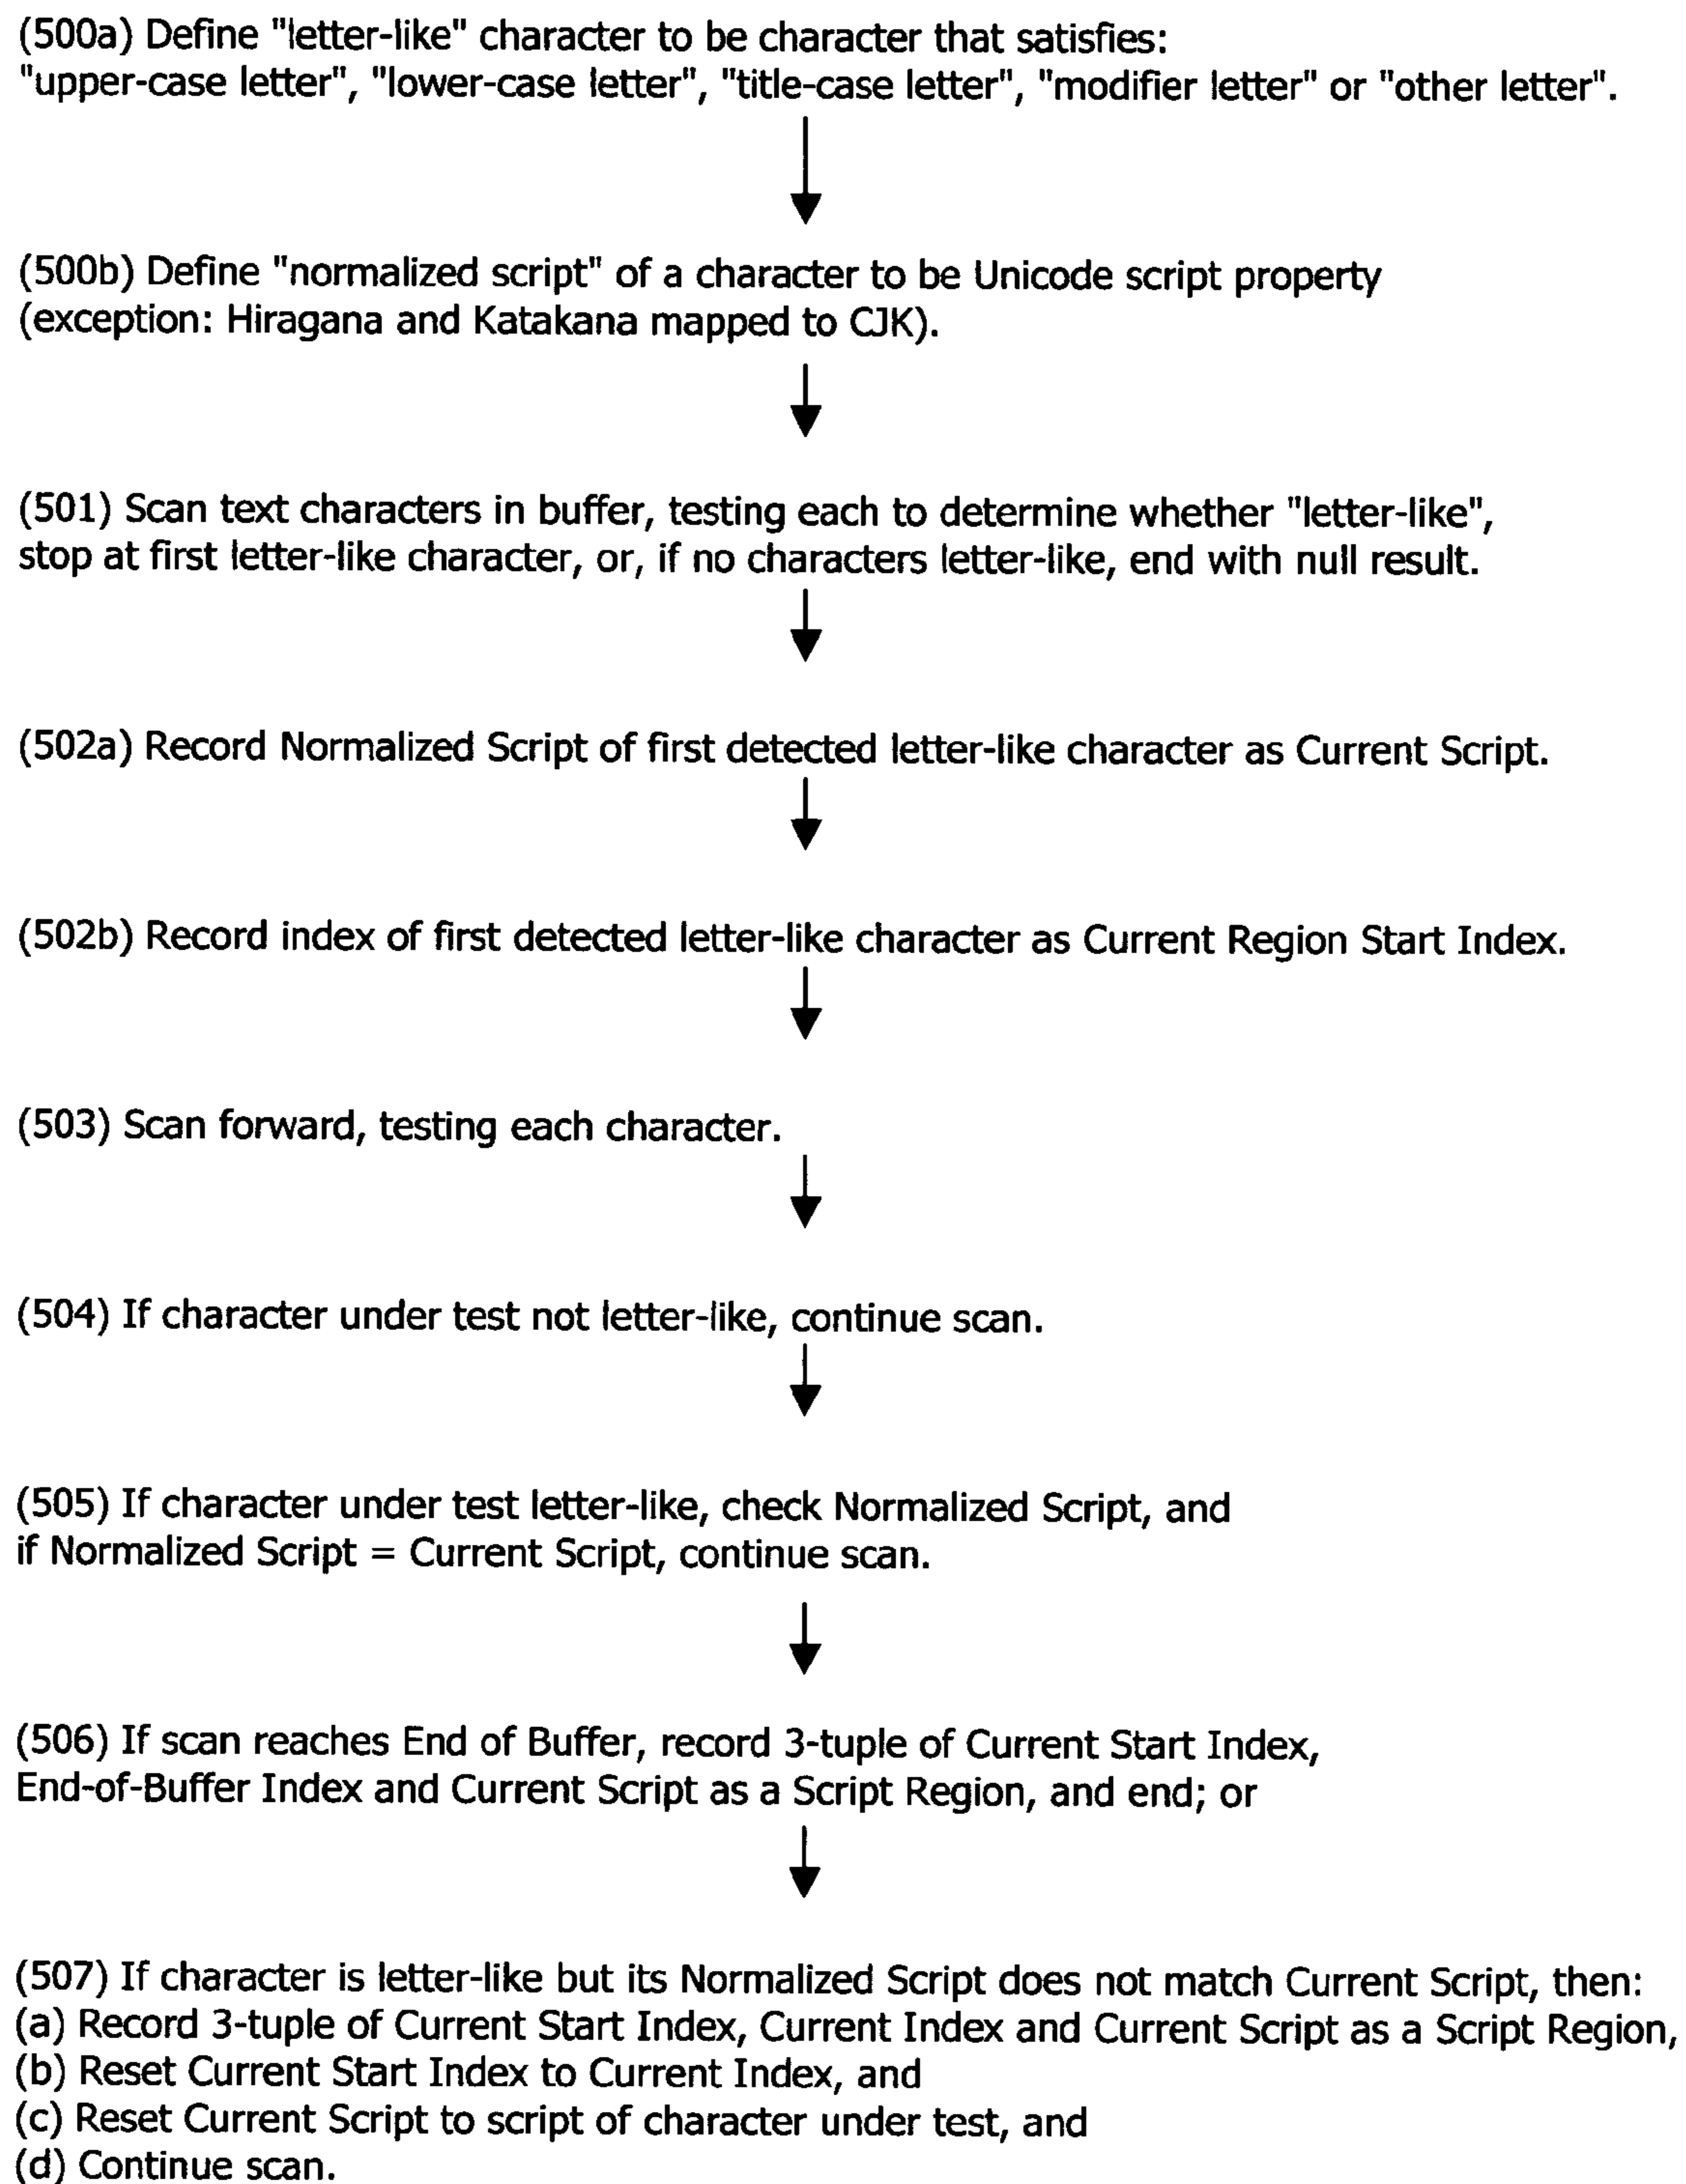 (500a) Define "letter-like" character to be character that satisfies:
"upper-case letter", "lower-case letter", "title-case letter", "modifier letter" or "other letter".
(500b) Define "normalized script" of a character to be Unicode script property
(exception: Hiragana and Katakana mapped to CJK).
(501) Scan text characters in buffer, testing each to determine whether "letter-like",
stop at first letter-like character, or, if no characters letter-like, end with null result.
(502a) Record Normalized Script of first detected letter-like character as Current Script.
(502b) Record index of first detected letter-like character as Current Region Start Index.
(503) Scan forward, testing each character.
(504) If character under test not letter-like, continue scan.
(505) If character under test letter-like, check Normalized Script, and
if Normalized Script = Current Script, continue scan.
(506) If scan reaches End of Buffer, record 3-tuple of Current Start Index,
End-of-Buffer Index and Current Script as a Script Region, and end; or
(507) If character is letter-like but its Normalized Script does not match Current Script, then:
(a) Record 3-tuple of Current Start Index, Current Index and Current Script as a Script Region,
(b) Reset Current Start Index to Current Index, and
(c) Reset Current Script to script of character under test, and
(d) Continue scan.